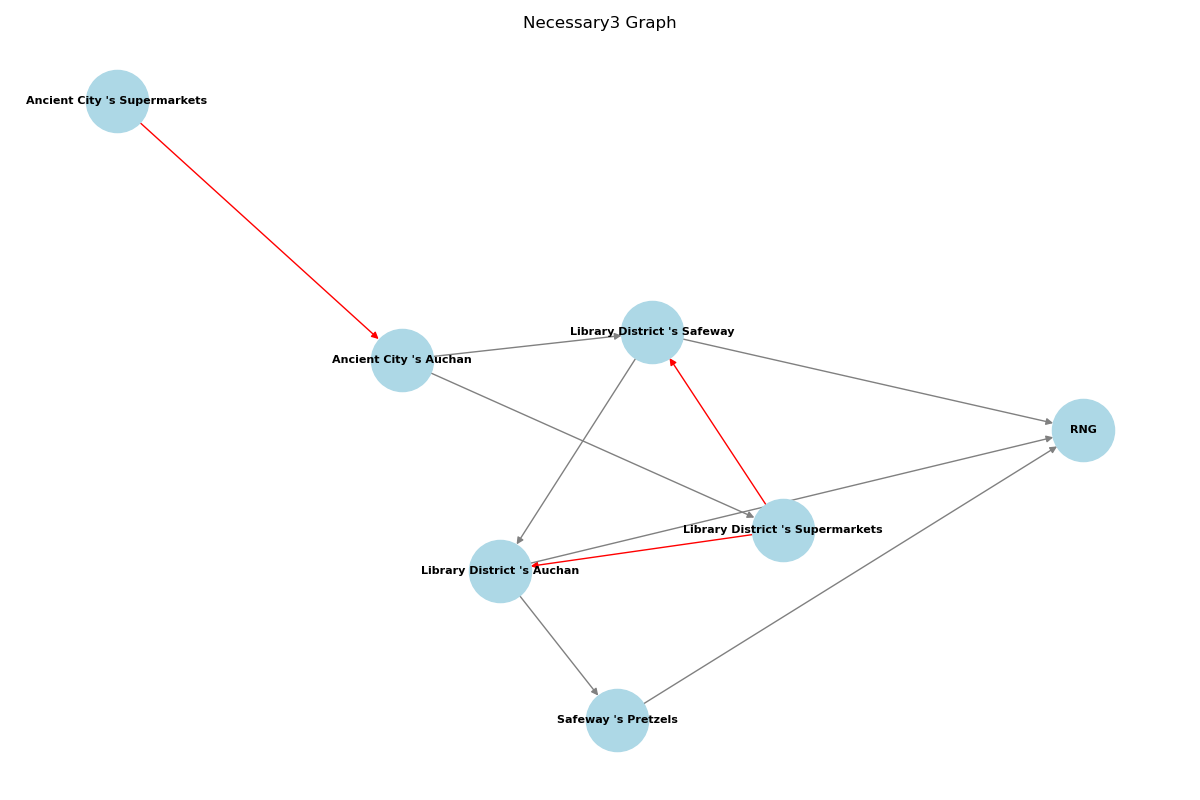 Necessary3 Graph
Ancient City 's Supermarkets
Library District 's Safeway
Ancient City 's Auchan
RNG
Library District 's Supermarkets
Library District 's Auchan
Safeway 's Pretzels